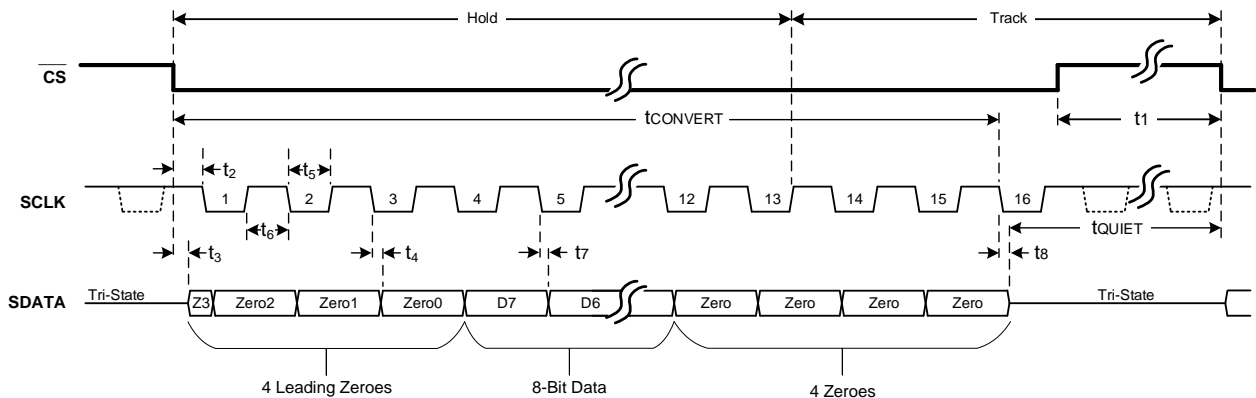 Hold Track
CS
tCONVERT t1
t2 t5
SCLK 1 2 3 4 5 12 13 14 15 16
t6 tQUIET
t3 t4 t7 t8
SDATA Tri-State Z3 Zero2 Zero1 Zero0 D7 D6 Zero Zero Zero Zero Tri-State
4 Leading Zeroes 8-Bit Data 4 Zeroes